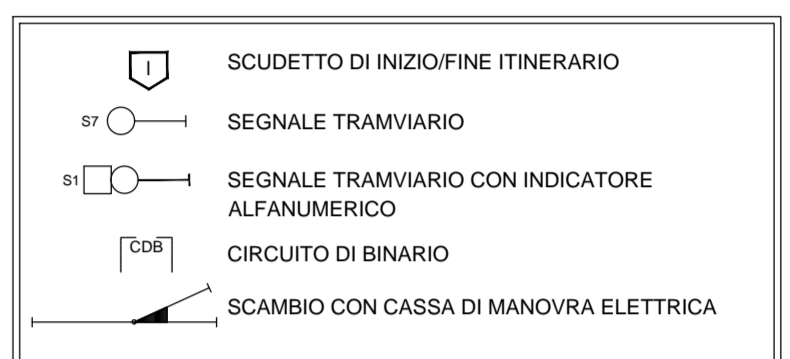 I
SCUDETTO DI INIZIO/FINE ITINERARIO
S7
SEGNALE TRAMVIARIO
S1
SEGNALE TRAMVIARIO CON INDICATORE
ALFANUMERICO
CDB
CIRCUITO DI BINARIO
SCAMBIO CON CASSA DI MANOVRA ELETTRICA